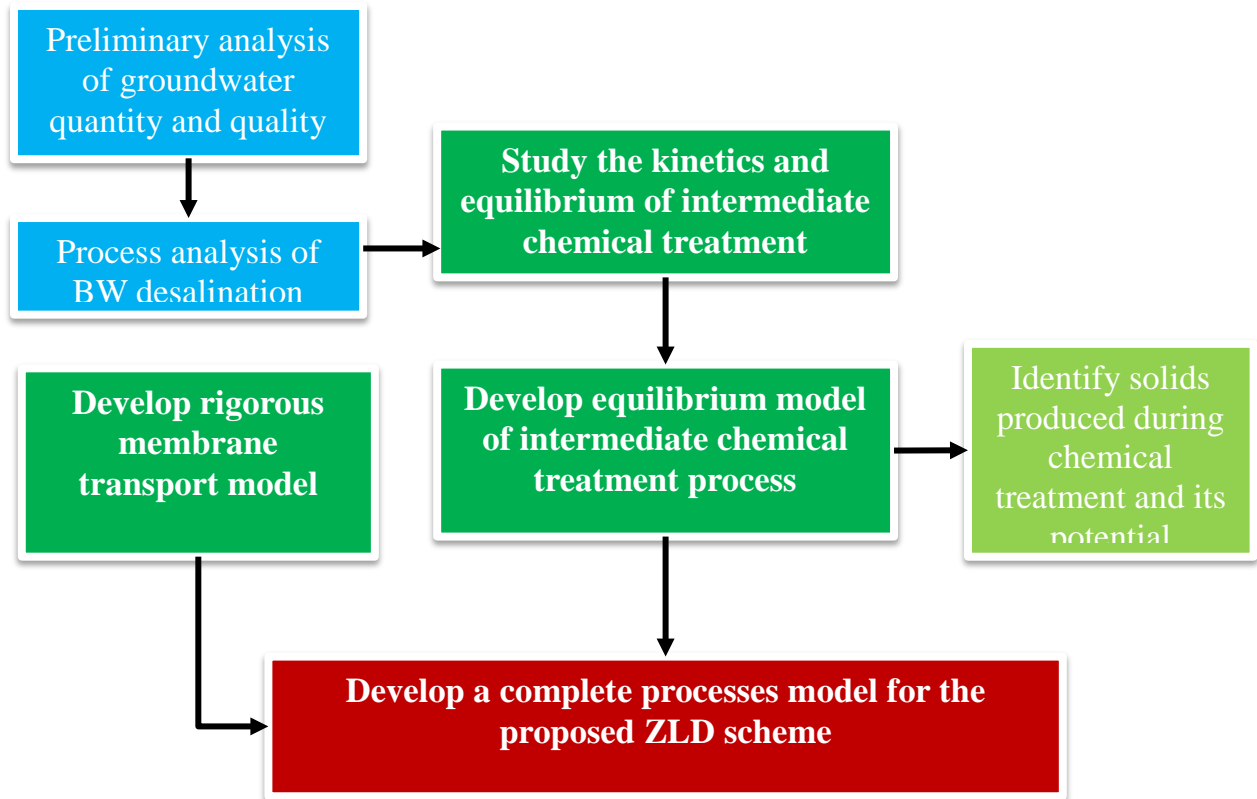 Preliminary analysis
of groundwater
quantity and quality
Process analysis of
BW desalination
Study the kinetics and
equilibrium of intermediate
chemical treatment
Develop rigorous
membrane
transport model
Develop equilibrium model
of intermediate chemical
treatment process
Identify solids
produced during
chemical
treatment and its
potential
Develop a complete processes model for the
proposed ZLD scheme